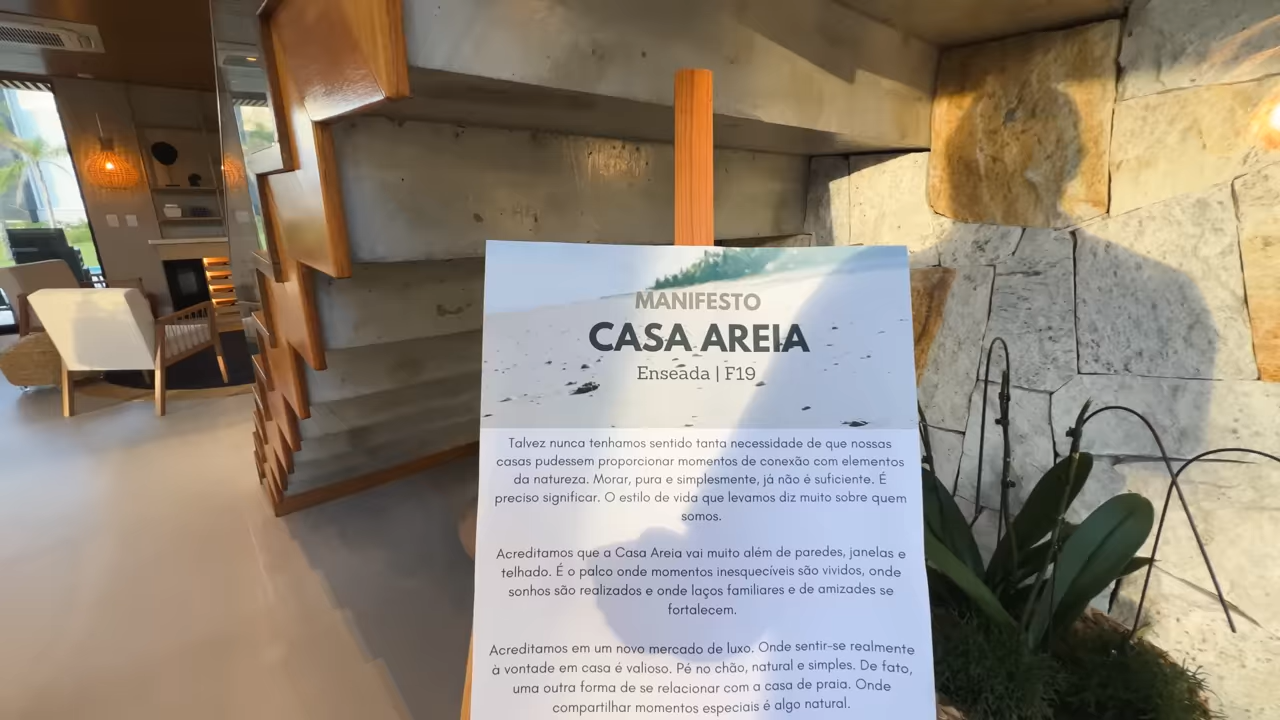 MANIFESTO
CASA AREIA
Enseada | F19
Talvez nunca tenhamos sentido tanta necessidade de que nossas
casas pudessem proporcionar momentos de conexão com elementos
da natureza. Morar, pura e simplesmente, já não é suficiente. É
preciso significar. O estilo de vida que levamos diz muito sobre quem
somos.
Acreditamos que a Casa Areia vai muito além de paredes, janelas e
telhado. É o palco onde momentos inesquecíveis são vividos, onde
sonhos são realizados e onde laços familiares e de amizades se
fortalecem.
Acreditamos em um novo mercado de luxo. Onde sentir-se realmente
à vontade em casa é valioso. Pé no chão, natural e simples. De fato,
uma outra forma de se relacionar com a casa de praia. Onde
compartilhar momentos especiais é algo natural.